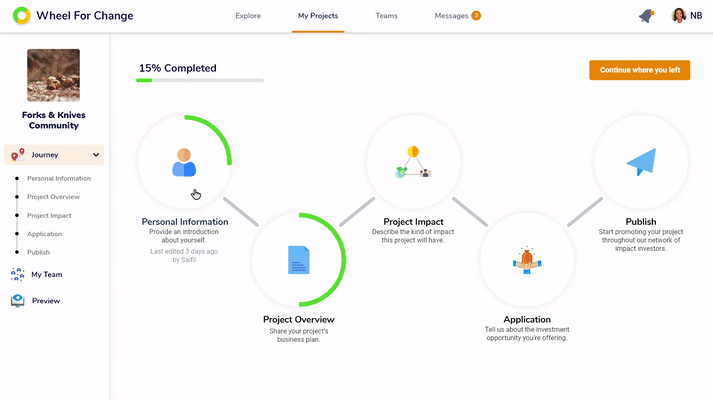 Wheel For Change
Explore
My Projects
Teams
Messages 2
NB
Forks & Knives
Community
Journey
Personal Information
Project Overview
Project Impact
Application
Publish
My Team
Preview
15% Completed
Continue where you left
Personal Information
Provide an introduction
about yourself.
Last edited 3 days ago
by Saifil
Project Overview
Share your project's
business plan.
Project Impact
Describe the kind of impact
this project will have.
Application
Tell us about the investment
opportunity you're offering.
Publish
Start promoting your project
throughout our network of
impact investors.